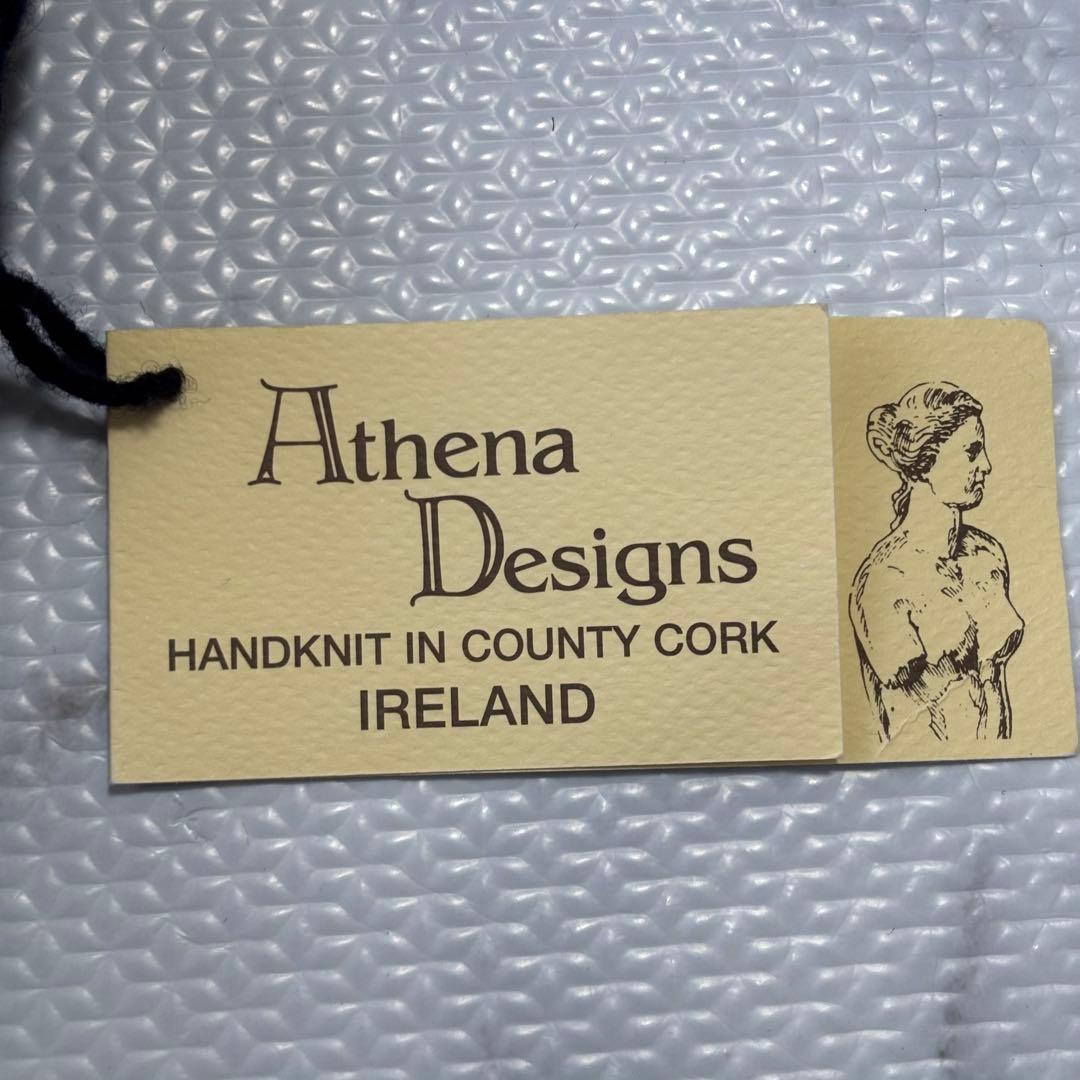 Athena
Designs
HANDKNIT IN COUNTY CORK
IRELAND